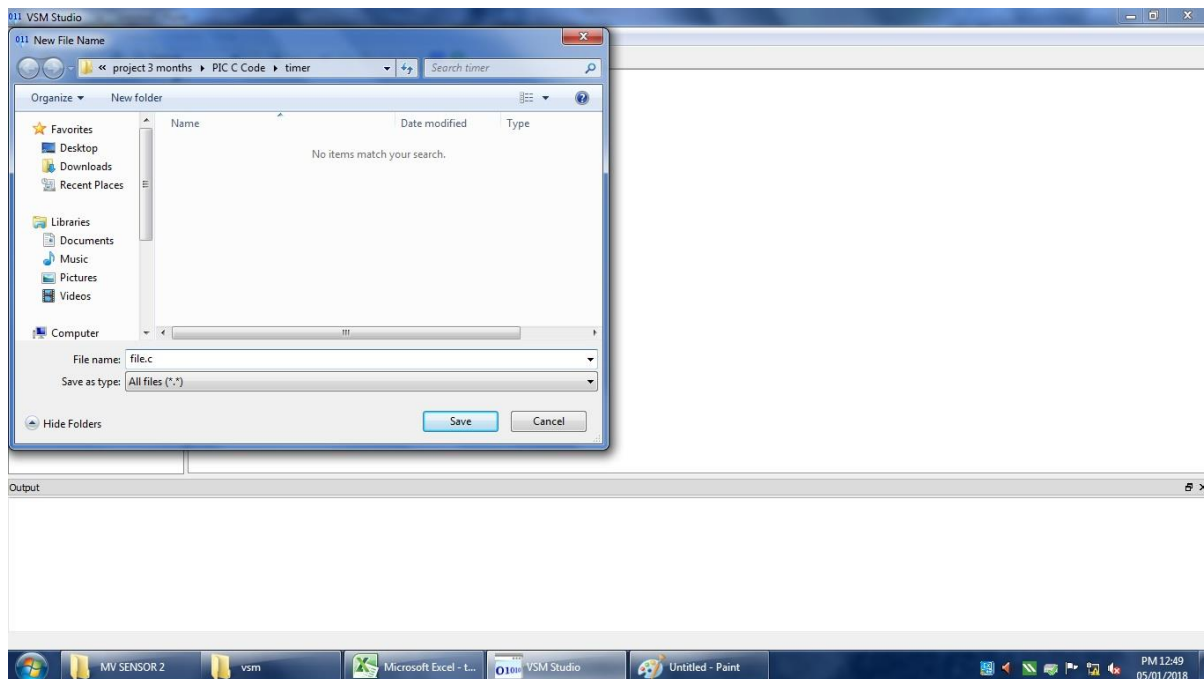 011 VSM Studio
011 New File Name
« project 3 months ▸ PIC C Code ▸ timer
Search timer
Organize ▾ New folder
Name Date modified Type
Favorites
No items match your search.
Desktop
Downloads
Recent Places
Libraries
Documents
Music
Pictures
Videos
Computer
File name: file.c
Save as type: All files (*.*)
Hide Folders Save Cancel
Output
MV SENSOR 2 vsm Microsoft Excel - t... VSM Studio Untitled - Paint PM 12:49
05/01/2018